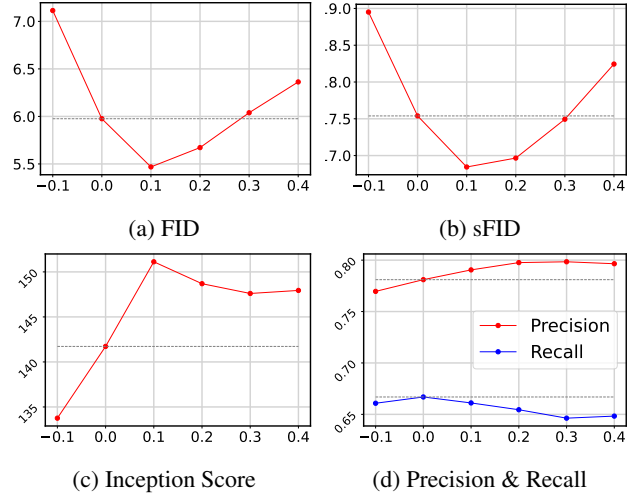 7.0
6.5
6.0
5.5
−0.1 0.0 0.1 0.2 0.3 0.4
(a) FID
.9.0
.8.5
.8.0
.7.5
.7.0
−0.1 0.0 0.1 0.2 0.3 0.4
(b) sFID
150
145
140
135
−0.1 0.0 0.1 0.2 0.3 0.4
(c) Inception Score
0.80
0.75
0.70
0.65
Precision
Recall
−0.1 0.0 0.1 0.2 0.3 0.4
(d) Precision & Recall